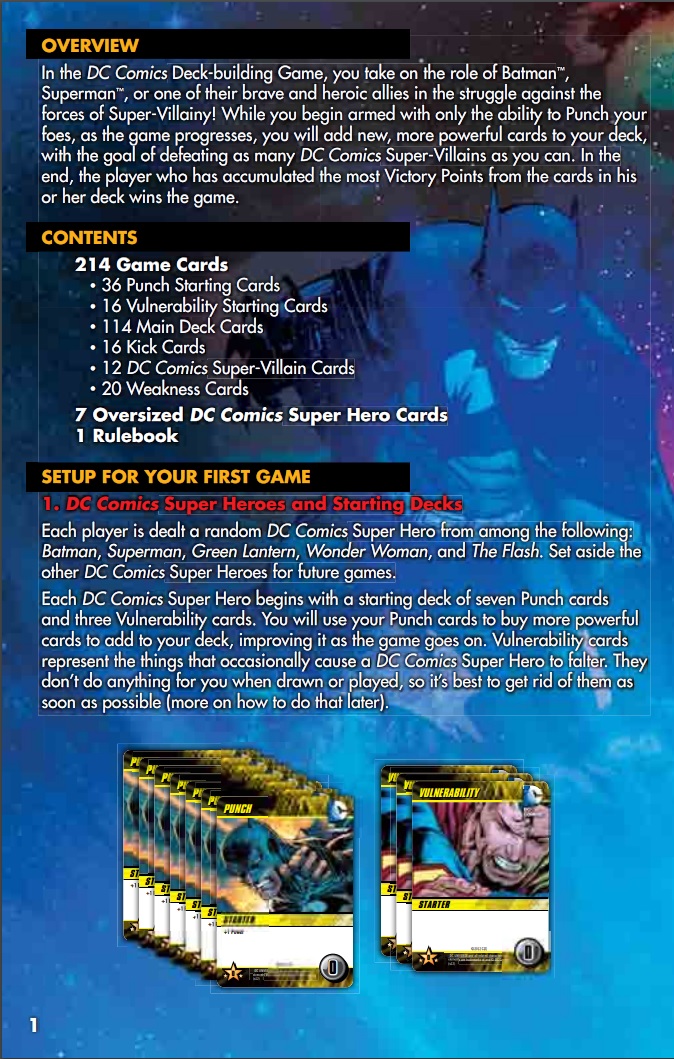 OVERVIEW
In the DC Comics Deck-building Game, you take on the role of Batman™,
Superman™, or one of their brave and heroic allies in the struggle against the
forces of Super-Villainy! While you begin armed with only the ability to Punch your
foes, as the game progresses, you will add new, more powerful cards to your deck,
with the goal of defeating as many DC Comics Super-Villains as you can. In the
end, the player who has accumulated the most Victory Points from the cards in his
or her deck wins the game.
CONTENTS
214 Game Cards
• 36 Punch Starting Cards
• 16 Vulnerability Starting Cards
• 114 Main Deck Cards
• 16 Kick Cards
• 12 DC Comics Super-Villain Cards
• 20 Weakness Cards
7 Oversized DC Comics Super Hero Cards
1 Rulebook
SETUP FOR YOUR FIRST GAME
1. DC Comics Super Heroes and Starting Decks
Each player is dealt a random DC Comics Super Hero from among the following:
Batman, Superman, Green Lantern, Wonder Woman, and The Flash. Set aside the
other DC Comics Super Heroes for future games.
Each DC Comics Super Hero begins with a starting deck of seven Punch cards
and three Vulnerability cards. You will use your Punch cards to buy more powerful
cards to add to your deck, improving it as the game goes on. Vulnerability cards
represent the things that occasionally cause a DC Comics Super Hero to falter. They
don't do anything for you when drawn or played, so it's best to get rid of them as
soon as possible (more on how to do that later).
PUNCH
STARTER
+1 Power
0
VULNERABILITY
STARTER
0
1